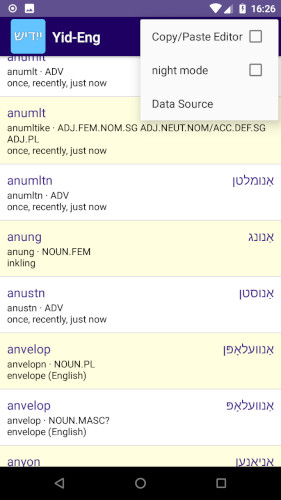 16:26
ייִדיש
Yid-Eng
Copy/Paste Editor
night mode
Data Source
anumlt
anumlt · ADV
once, recently, just now
anumlt
anumltike · ADJ.FEM.NOM.SG ADJ.NEUT.NOM/ACC.DEF.SG
ADJ.PL
once, recently, just now
anumltn
אַנומלטן
anumltn · ADV
once, recently, just now
anung
אַנונג
anung · NOUN.FEM
inkling
anustn
אַנוסטן
anustn · ADV
once, recently, just now
anvelop
אַנוועלאָפּן
anvelopn · NOUN.PL
envelope (English)
anvelop
אַנוועלאָפּ
anvelop · NOUN.MASC?
envelope (English)
anyon
אַניאָנען